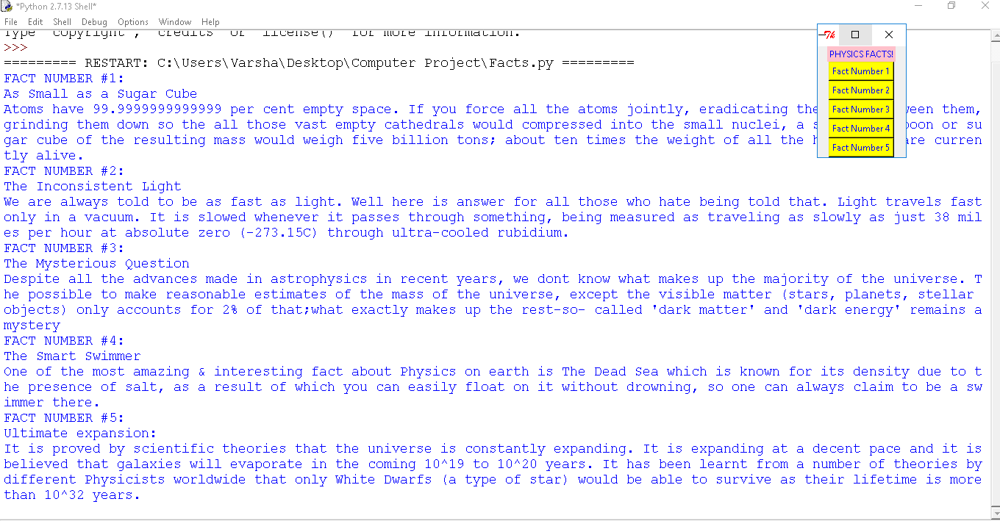 *Python 2.7.13 Shell*
File Edit Shell Debug Options Window Help
Type "copyright", "credits" or "license()" for more information.
>>>
========= RESTART: C:\Users\Varsha\Desktop\Computer Project\Facts.py =========
FACT NUMBER #1:
As Small as a Sugar Cube
Atoms have 99.9999999999999 per cent empty space. If you force all the atoms jointly, eradicating the ween them,
grinding them down so the all those vast empty cathedrals would compressed into the small nuclei, a s poon or su
gar cube of the resulting mass would weigh five billion tons; about ten times the weight of all the h are curren
tly alive.
FACT NUMBER #2:
The Inconsistent Light
We are always told to be as fast as light. Well here is answer for all those who hate being told that. Light travels fast
only in a vacuum. It is slowed whenever it passes through something, being measured as traveling as slowly as just 38 mil
es per hour at absolute zero (-273.15C) through ultra-cooled rubidium.
FACT NUMBER #3:
The Mysterious Question
Despite all the advances made in astrophysics in recent years, we dont know what makes up the majority of the universe. T
he possible to make reasonable estimates of the mass of the universe, except the visible matter (stars, planets, stellar
objects) only accounts for 2% of that;what exactly makes up the rest-so- called 'dark matter' and 'dark energy' remains a
mystery
FACT NUMBER #4:
The Smart Swimmer
One of the most amazing & interesting fact about Physics on earth is The Dead Sea which is known for its density due to t
he presence of salt, as a result of which you can easily float on it without drowning, so one can always claim to be a sw
immer there.
FACT NUMBER #5:
Ultimate expansion:
It is proved by scientific theories that the universe is constantly expanding. It is expanding at a decent pace and it is
believed that galaxies will evaporate in the coming 10^19 to 10^20 years. It has been learnt from a number of theories by
different Physicists worldwide that only White Dwarfs (a type of star) would be able to survive as their lifetime is more
than 10^32 years.
7k
PHYSICS FACTS!
Fact Number 1
Fact Number 2
Fact Number 3
Fact Number 4
Fact Number 5